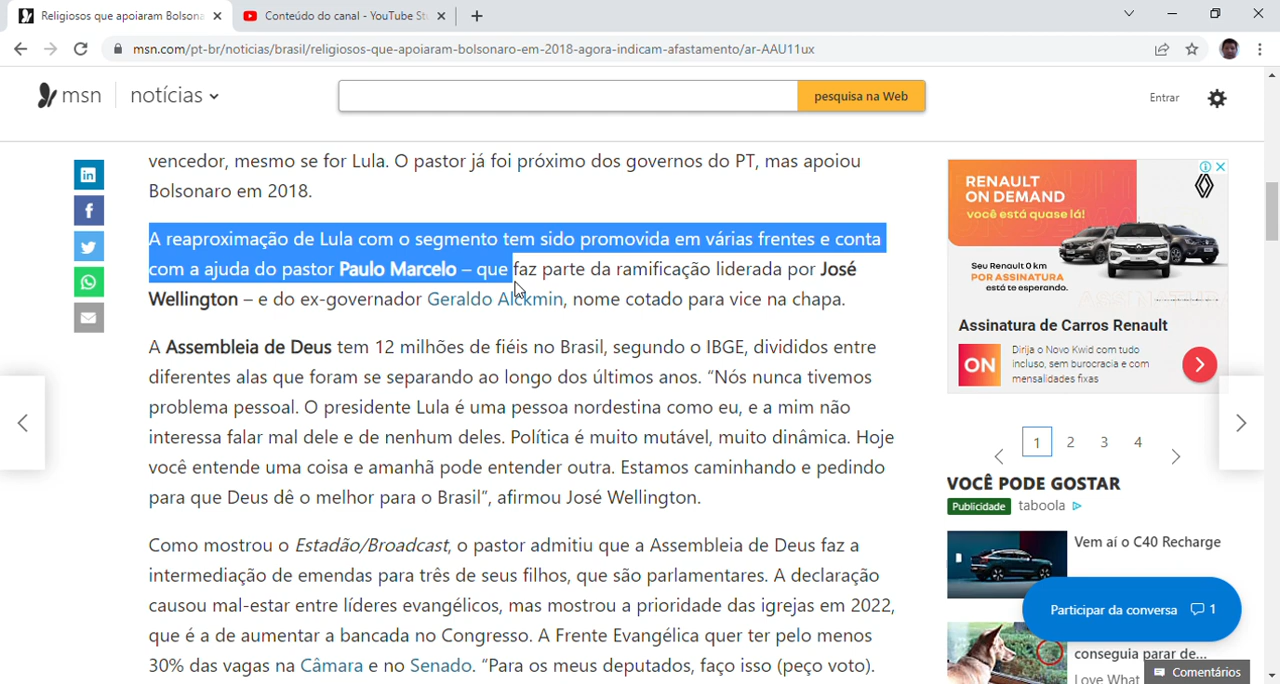 Religiosos que apoiaram Bolsona
Conteúdo do canal - YouTube St
msn.com/pt-br/noticias/brasil/religiosos-que-apoiaram-bolsonaro-em-2018-agora-indicam-afastamento/ar-AAU11ux
msn
notícias
pesquisa na Web
Entrar
vencedor, mesmo se for Lula. O pastor já foi próximo dos governos do PT, mas apoiou
Bolsonaro em 2018.
A reaproximação de Lula com o segmento tem sido promovida em várias frentes e conta
com a ajuda do pastor Paulo Marcelo – que faz parte da ramificação liderada por José
Wellington – e do ex-governador Geraldo Alckmin, nome cotado para vice na chapa.
A Assembleia de Deus tem 12 milhões de fiéis no Brasil, segundo o IBGE, divididos entre
diferentes alas que foram se separando ao longo dos últimos anos. “Nós nunca tivemos
problema pessoal. O presidente Lula é uma pessoa nordestina como eu, e a mim não
interessa falar mal dele e de nenhum deles. Política é muito mutável, muito dinâmica. Hoje
você entende uma coisa e amanhã pode entender outra. Estamos caminhando e pedindo
para que Deus dê o melhor para o Brasil”, afirmou José Wellington.
Como mostrou o Estadão/Broadcast, o pastor admitiu que a Assembleia de Deus faz a
intermediação de emendas para três de seus filhos, que são parlamentares. A declaração
causou mal-estar entre líderes evangélicos, mas mostrou a prioridade das igrejas em 2022,
que é a de aumentar a bancada no Congresso. A Frente Evangélica quer ter pelo menos
30% das vagas na Câmara e no Senado. “Para os meus deputados, faço isso (peço voto).
RENAULT
ON DEMAND
você está quase lá!
Seu Renault 0 km
POR ASSINATURA
está te esperando.
Assinatura de Carros Renault
ON
Dirija o Novo Kwid com tudo
incluso, sem burocracia e com
mensalidades fixas
1 2 3 4
VOCÊ PODE GOSTAR
Publicidade taboola
Vem aí o C40 Recharge
Participar da conversa 1
conseguia parar de...
Love What
Comentários